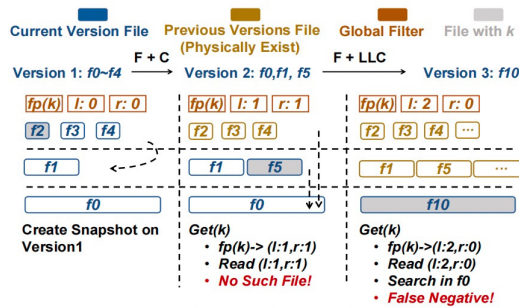 Current Version File
Previous Versions File
(Physically Exist)
Global Filter
File with k
Version 1: f0~f4
F + C
Version 2: f0,f1, f5
F + LLC
Version 3: f10
fp(k) l: 0 r: 0
fp(k) l: 1 r: 1
fp(k) l: 2 r: 0
f2 f3 f4
f2 f3 f4
f2 f3 f4 ...
f1
f1 f5
f1 f5 ...
f0
f0
f10
Create Snapshot on
Version1
Get(k)
• fp(k)-> (l:1,r:1)
• Read (l:1,r:1)
• No Such File!
Get(k)
• fp(k)->(l:2,r:0)
• Read (l:2,r:0)
• Search in f0
• False Negative!